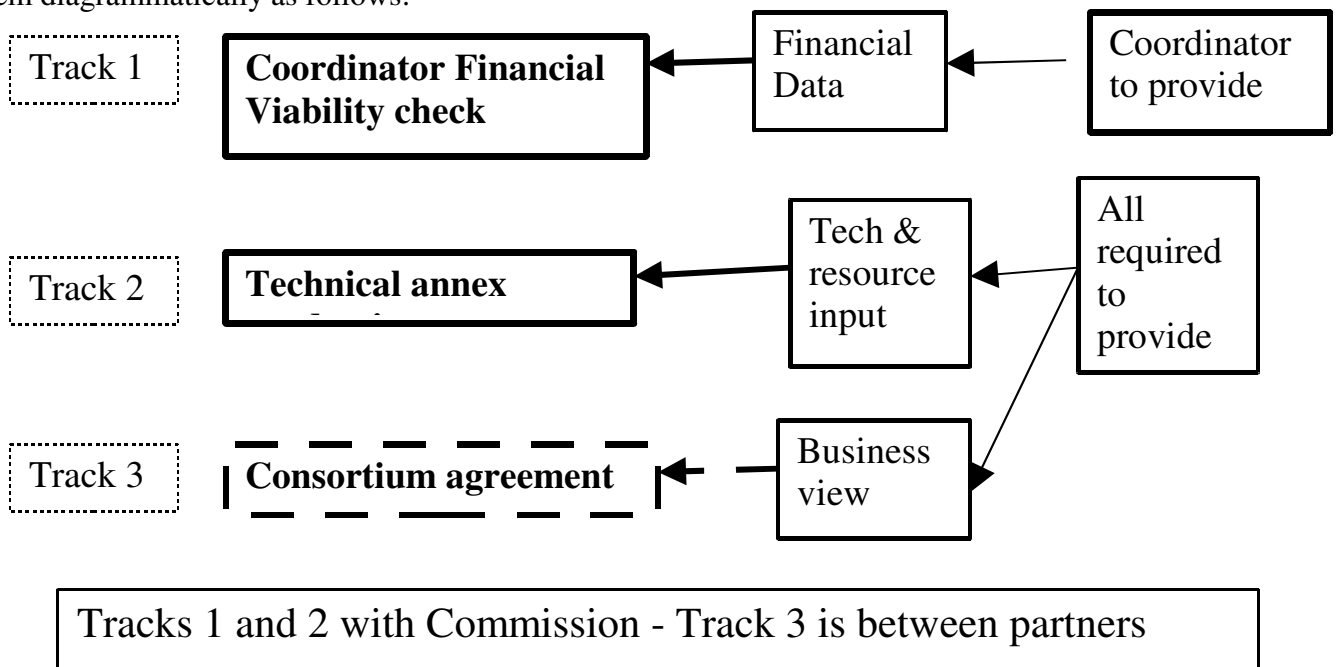 em diagrammatically as follows:
Track 1
Coordinator Financial
Viability check
Financial
Data
Coordinator
to provide
Track 2
Technical annex
Tech &
resource
input
All
required
to
provide
Track 3
Consortium agreement
Business
view
Tracks 1 and 2 with Commission - Track 3 is between partners